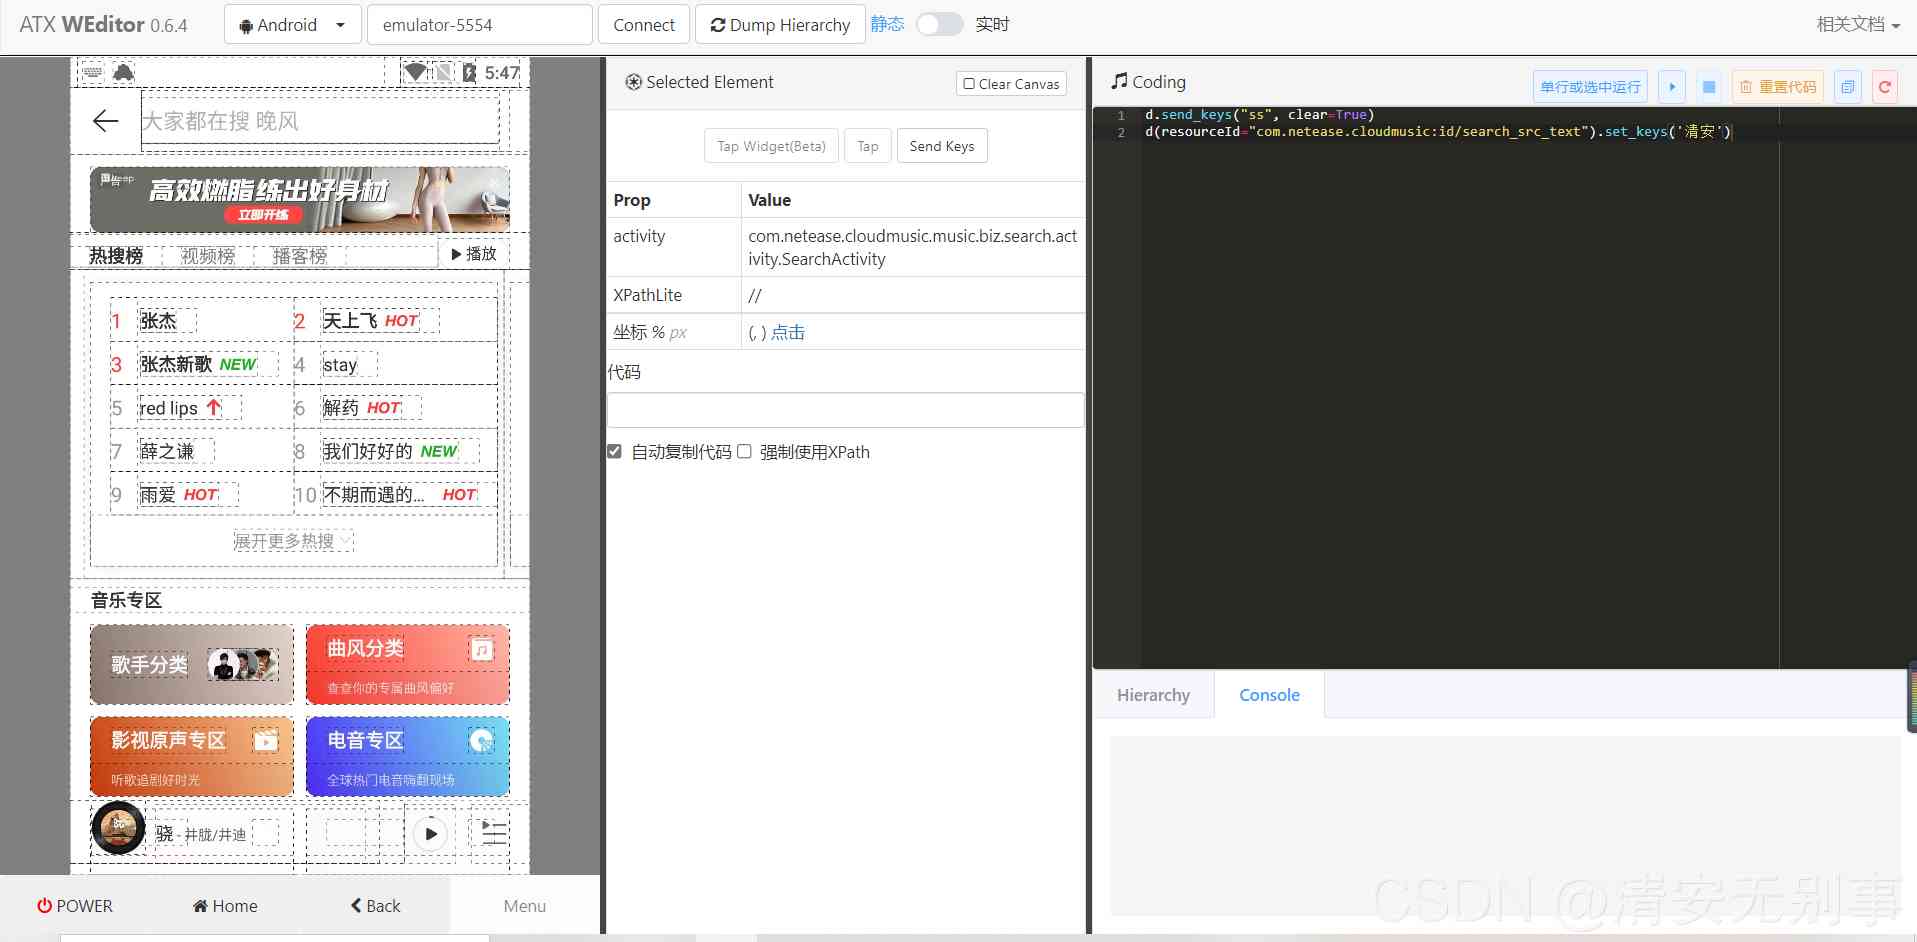 ATX WEditor 0.6.4
Android
emulator-5554
Connect
Dump Hierarchy
静态
实时
相关文档
5:47
大家都在搜 晚风
广告
高效燃脂练出好身材
立即开练
热搜榜
视频榜
播客榜
播放
1 张杰
2 天上飞 HOT
3 张杰新歌 NEW
4 stay
5 red lips
6 解药 HOT
7 薛之谦
8 我们好好的 NEW
9 雨爱 HOT
10 不期而遇的... HOT
展开更多热搜
音乐专区
歌手分类
曲风分类
查查你的专属曲风偏好
影视原声专区
听歌追剧好时光
电音专区
全球热门电音嗨翻现场
骁 - 井胧/井迪
POWER
Home
Back
Menu
Selected Element
Clear Canvas
Tap Widget(Beta)
Tap
Send Keys
Prop Value
activity com.netease.cloudmusic.music.biz.search.act
ivity.SearchActivity
XPathLite //
坐标 % px (, ) 点击
代码
自动复制代码
强制使用XPath
Coding
单行或选中运行
重置代码
1 d.send_keys("ss", clear=True)
2 d(resourceId="com.netease.cloudmusic:id/search_src_text").set_keys('清安')
Hierarchy
Console
CSDN @清安无别事